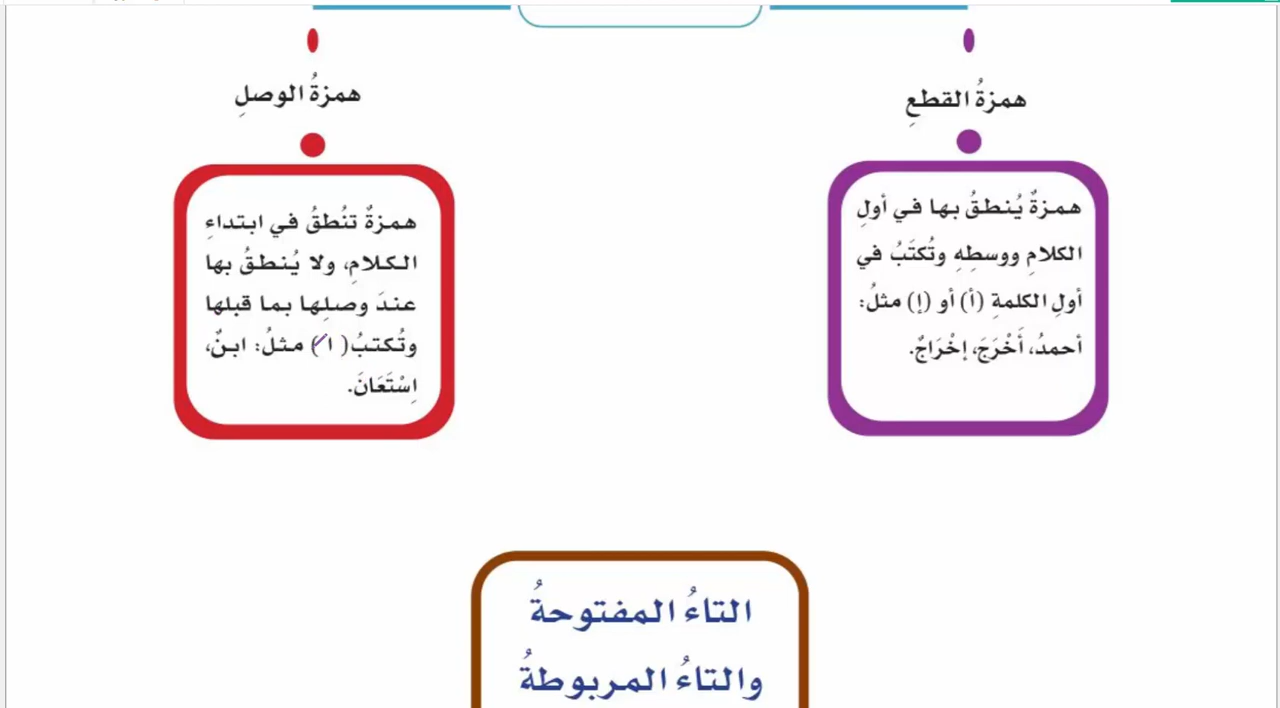 همزةُ القطعِ
همزةٌ يُنطقُ بها في أولِ
الكلامِ ووسطِهِ وتُكتَبُ في
أولِ الكلمةِ (أ) أو (إ) مثلُ:
أحمدُ، أَخْرَجَ، إخْرَاجٌ.
همزةُ الوصلِ
همزةٌ تنُطقُ في ابتداءِ
الكلامِ، ولا يُنطقُ بها
عندَ وصلِها بما قبلها
وتُكتبُ( ا ) مثلُ: ابنٌ،
اِسْتَعَانَ.
التاءُ المفتوحةُ
والتاءُ المربوطةُ